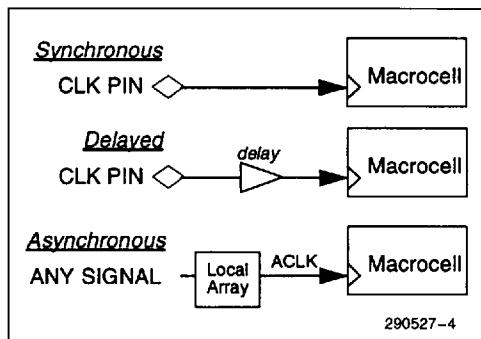 Synchronous
CLK PIN
Macrocell
Delayed
CLK PIN
delay
Macrocell
Asynchronous
ANY SIGNAL
Local
Array
ACLK
Macrocell
290527-4